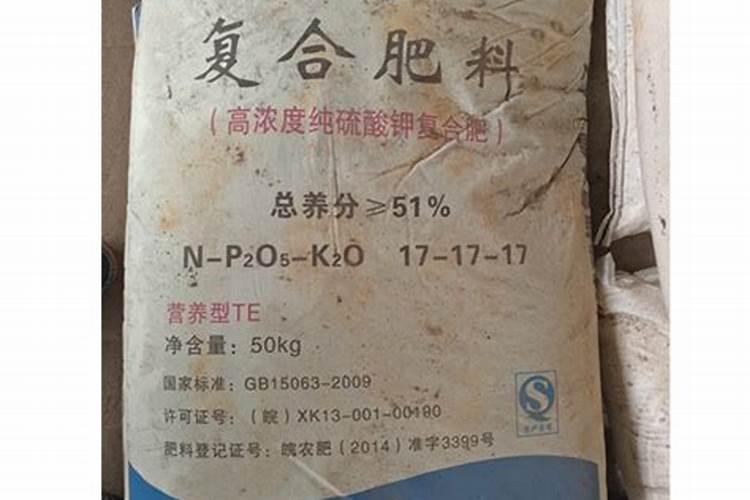 复合肥料
(高浓度纯硫酸钾复合肥)
总养分≥51%
N-P₂O₅-K₂O 17-17-17
营养型TE
净含量：50kg
国家标准：GB15063-2009
许可证号：(皖)XK13-001-00190
肥料登记证号：皖农肥(2014)准字3399号